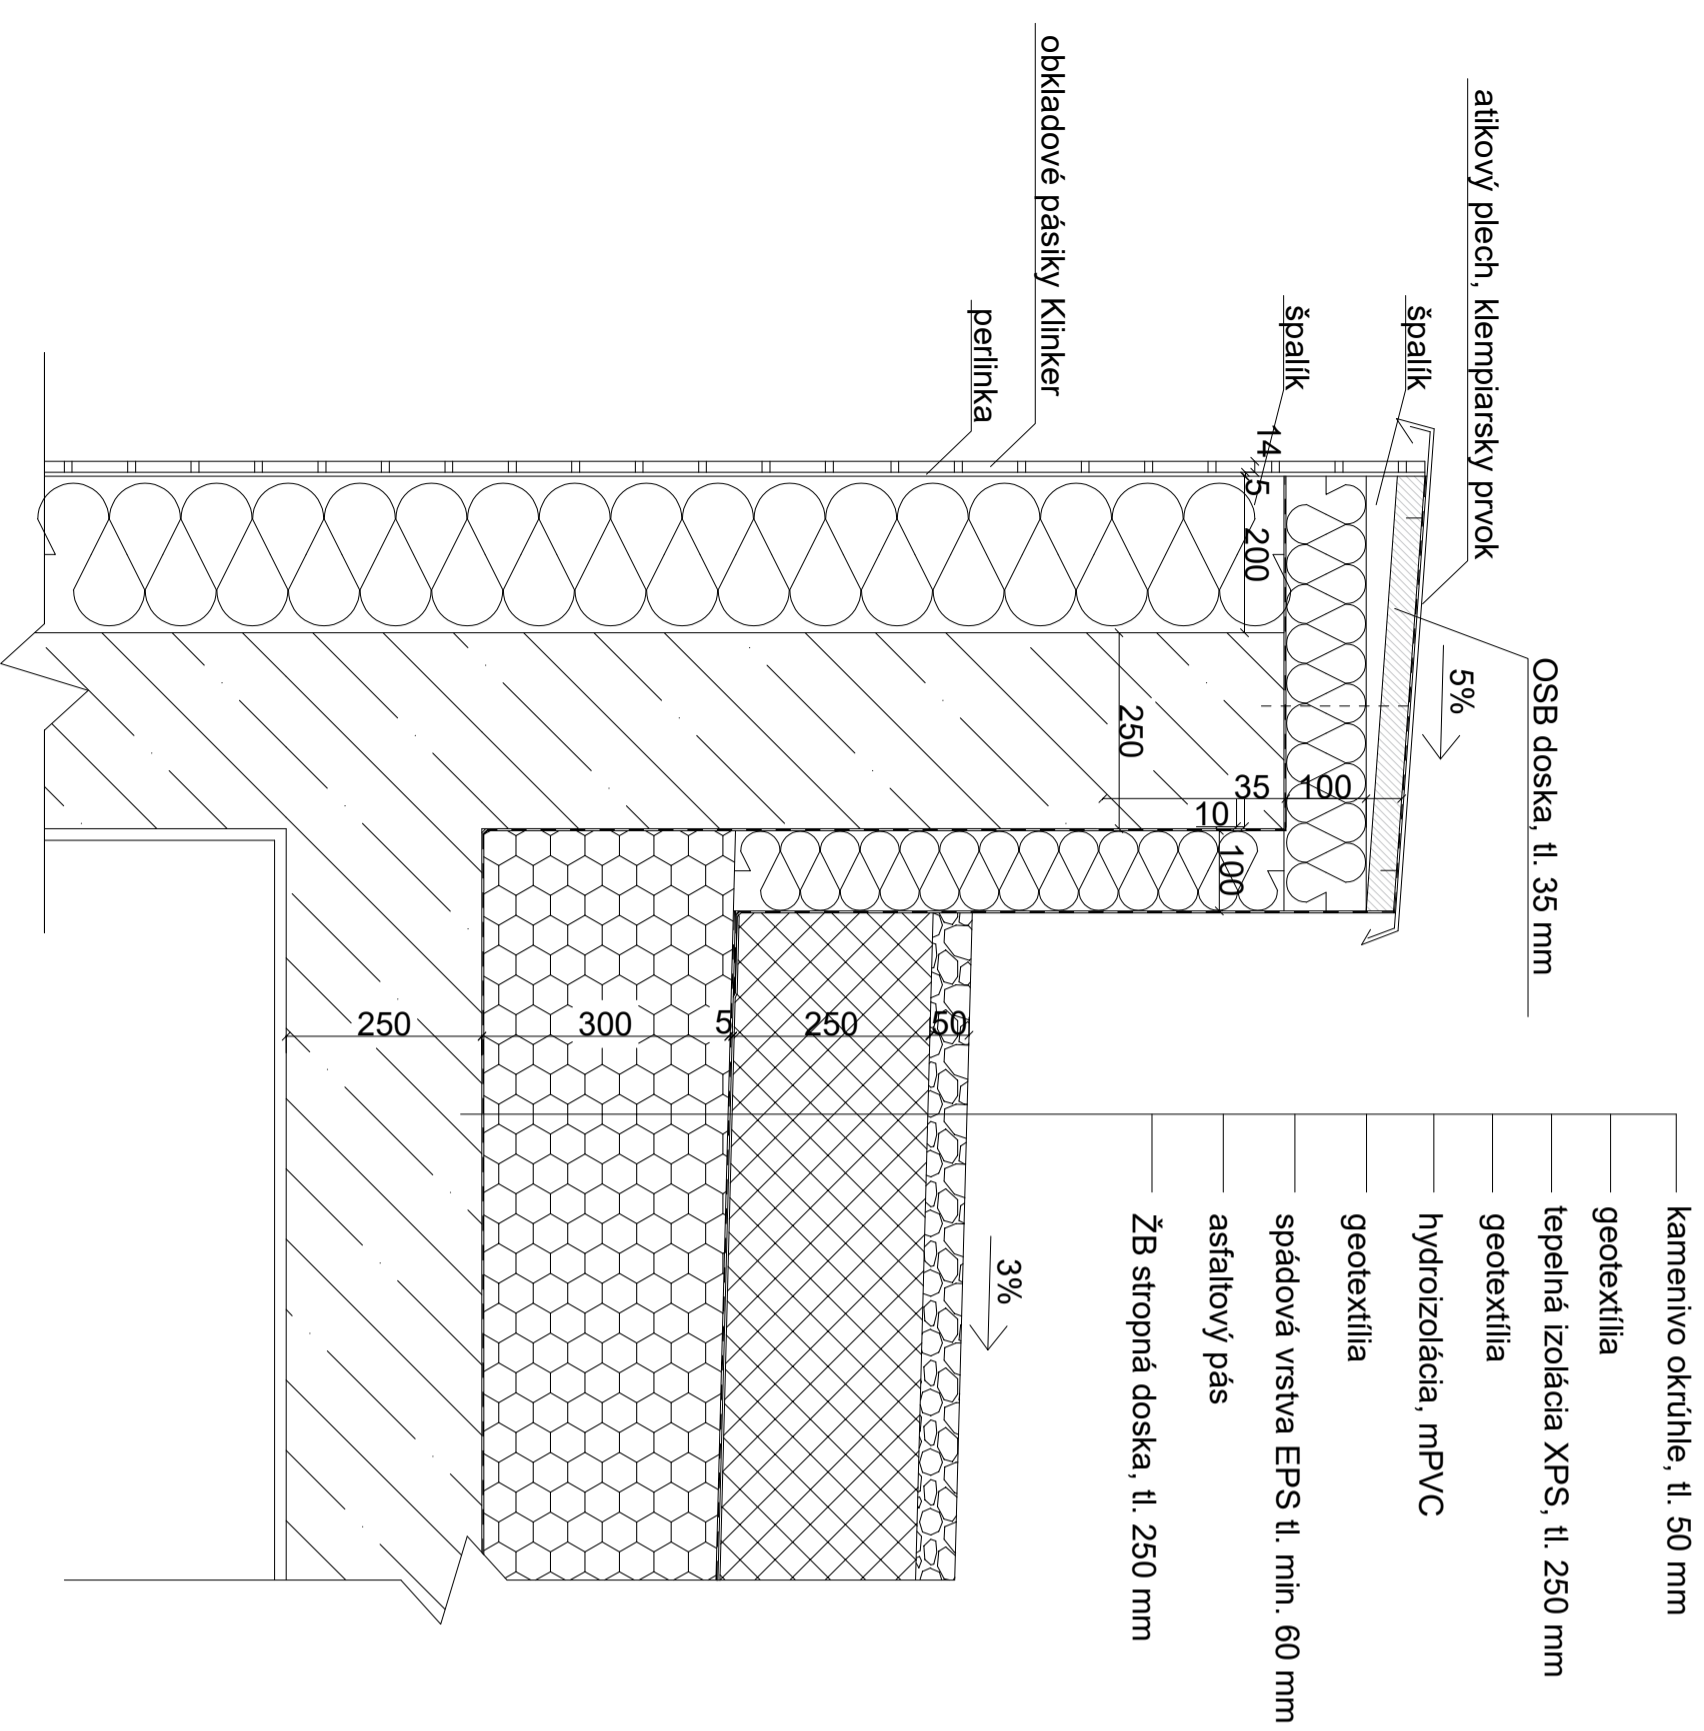 kamenivo okrúhle, tl. 50 mm
geotextília
tepelná izolácia XPS, tl. 250 mm
geotextília
hydroizolácia, mPVC
geotextília
spádová vrstva EPS tl. min. 60 mm
asfaltový pás
ŽB stropná doska, tl. 250 mm
OSB doska, tl. 35 mm
atikový plech, klempiarsky prvok
špalík
špalík
obkladové pásiky Klinker
perlinka
5%
3%
14
5
200
250
35
100
10
100
250
300
5
250
50